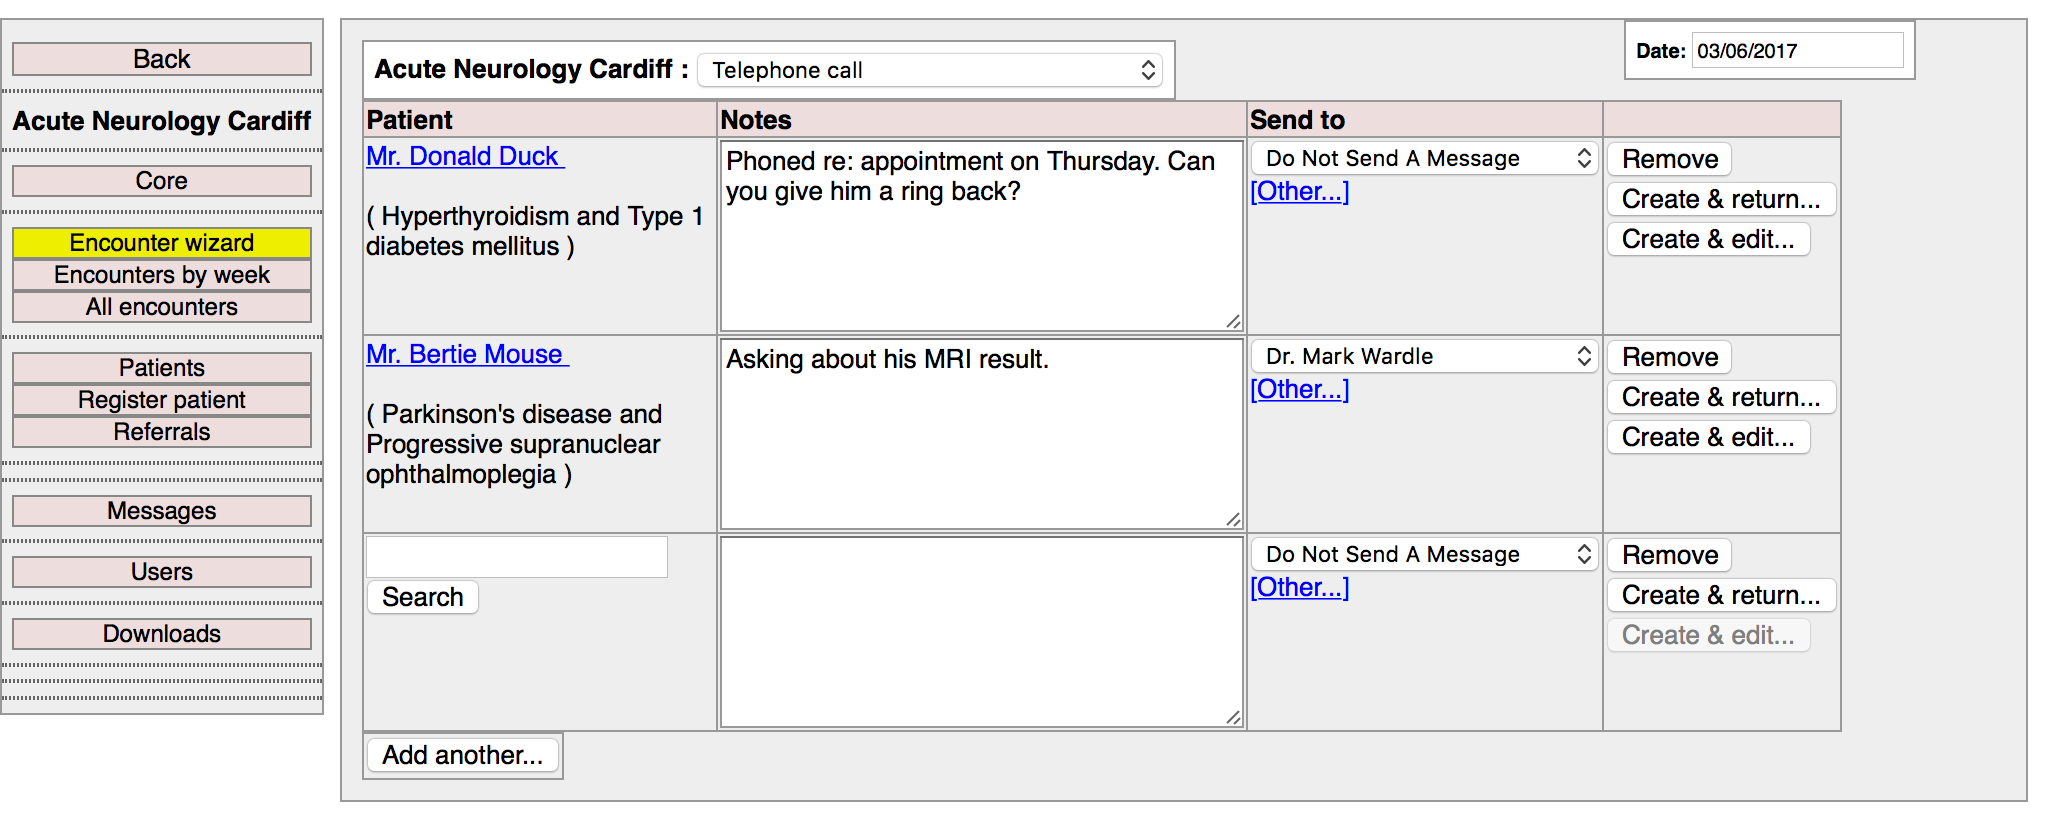 Back
Acute Neurology Cardiff
Core
Encounter wizard
Encounters by week
All encounters
Patients
Register patient
Referrals
Messages
Users
Downloads
Acute Neurology Cardiff : Telephone call
Date: 03/06/2017
Patient Notes Send to
Mr. Donald Duck
( Hyperthyroidism and Type 1
diabetes mellitus )
Phoned re: appointment on Thursday. Can
you give him a ring back?
Do Not Send A Message
[Other...]
Remove
Create & return...
Create & edit...
Mr. Bertie Mouse
( Parkinson's disease and
Progressive supranuclear
ophthalmoplegia )
Asking about his MRI result.
Dr. Mark Wardle
[Other...]
Remove
Create & return...
Create & edit...
Search
Do Not Send A Message
[Other...]
Remove
Create & return...
Create & edit...
Add another...